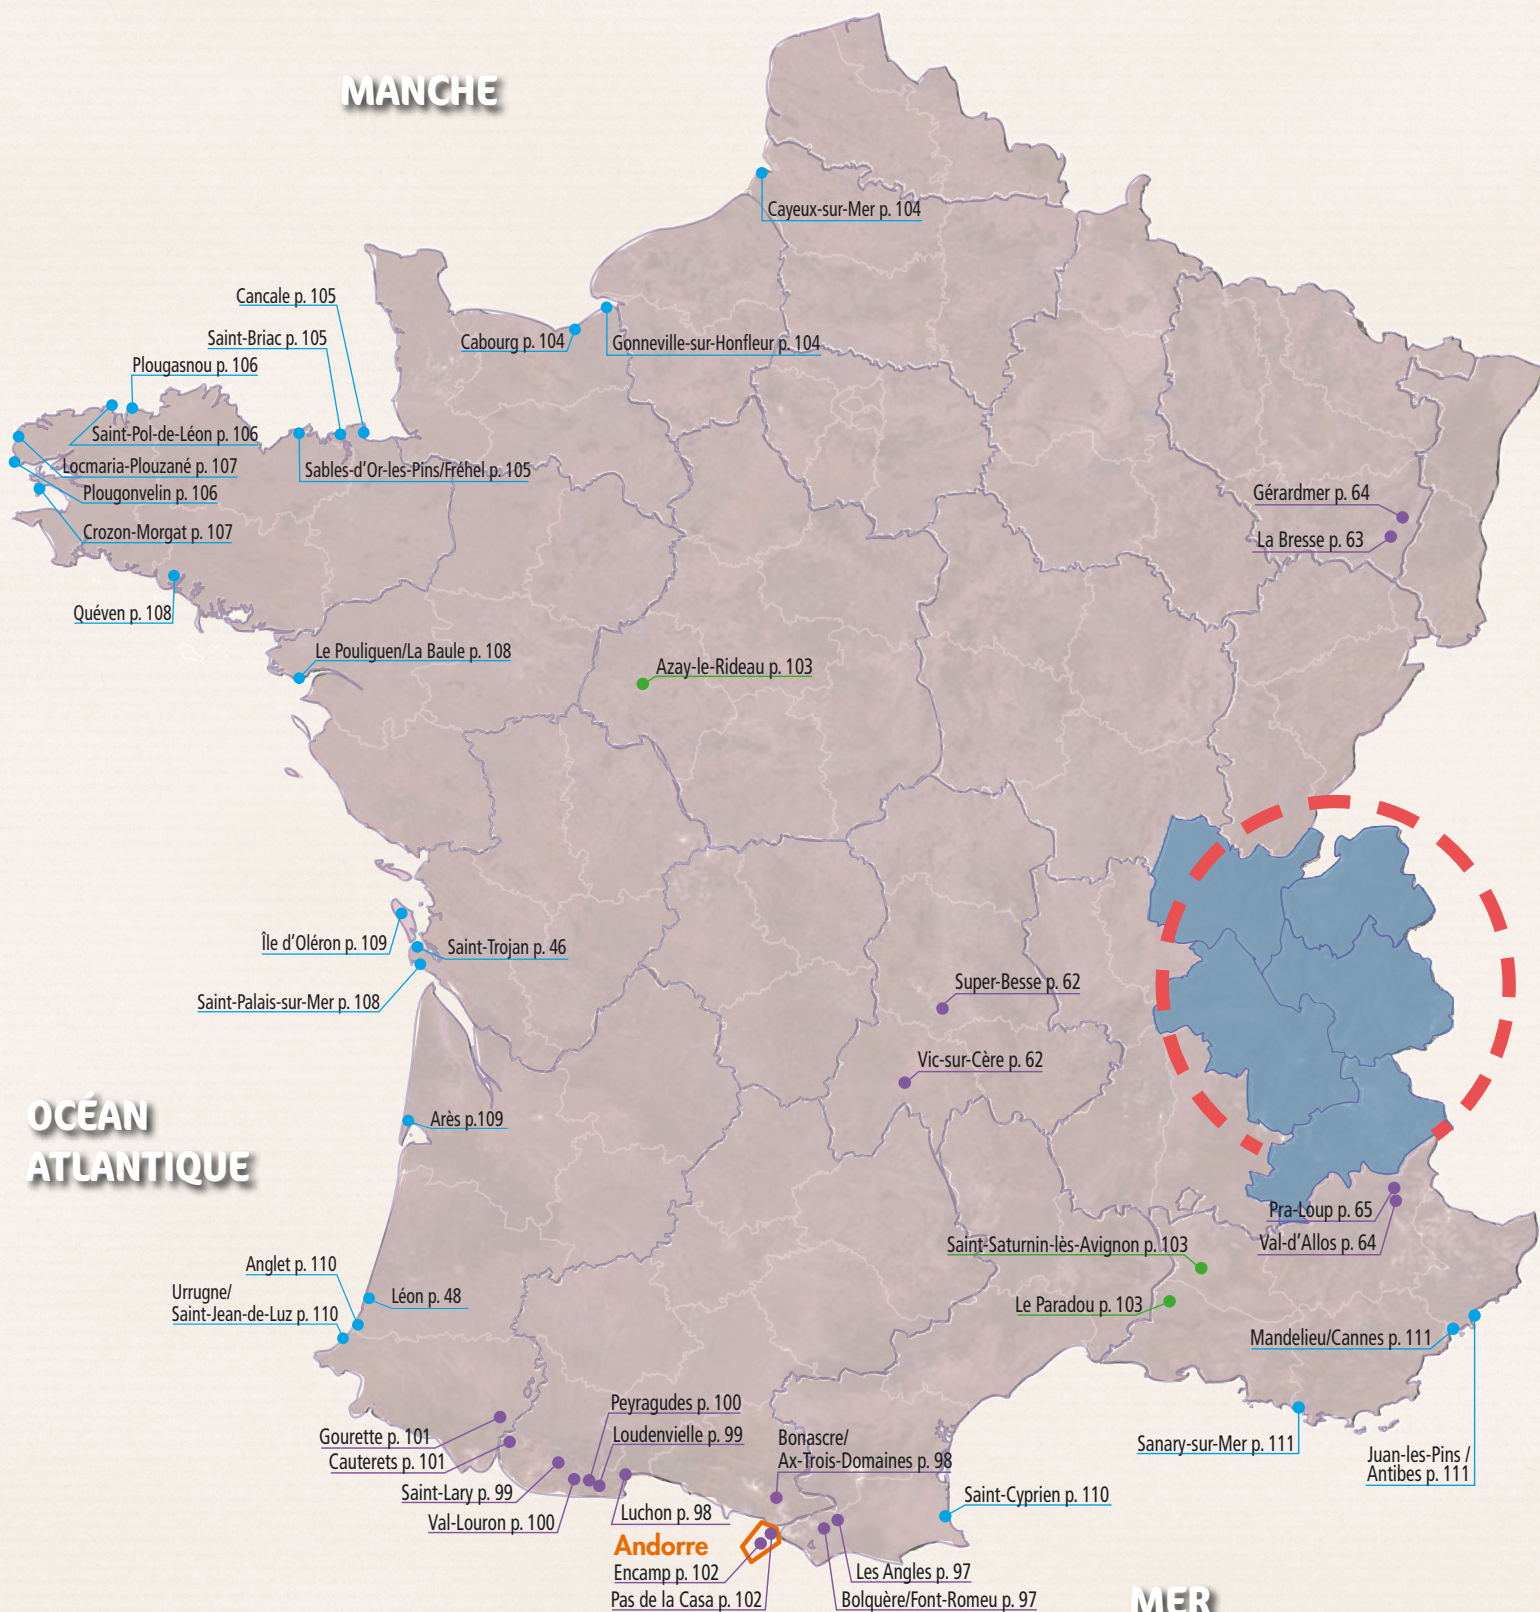 MANCHE
Cayeux-sur-Mer p. 104
Cancale p. 105
Saint-Briac p. 105
Cabourg p. 104
Gonneville-sur-Honfleur p. 104
Plougasnou p. 106
Saint-Pol-de-Léon p. 106
Locmaria-Plouzané p. 107
Sables-d'Or-les-Pins/Fréhel p. 105
Plougonvelin p. 106
Crozon-Morgat p. 107
Gérardmer p. 64
La Bresse p. 63
Quéven p. 108
Le Pouliguen/La Baule p. 108
Azay-le-Rideau p. 103
Île d'Oléron p. 109
Saint-Trojan p. 46
Saint-Palais-sur-Mer p. 108
Super-Besse p. 62
Vic-sur-Cère p. 62
OCÉAN
ATLANTIQUE
Arès p.109
Pra-Loup p. 65
Val-d'Allos p. 64
Saint-Saturnin-lès-Avignon p. 103
Anglet p. 110
Léon p. 48
Urrugne/
Saint-Jean-de-Luz p. 110
Le Paradou p. 103
Mandelieu/Cannes p. 111
Peyragudes p. 100
Gourette p. 101
Loudenvielle p. 99
Bonascre/
Ax-Trois-Domaines p. 98
Cauterets p. 101
Sanary-sur-Mer p. 111
Juan-les-Pins /
Antibes p. 111
Saint-Lary p. 99
Saint-Cyprien p. 110
Val-Louron p. 100
Luchon p. 98
Andorre
Encamp p. 102
Les Angles p. 97
Pas de la Casa p. 102
Bolquère/Font-Romeu p. 97
MER